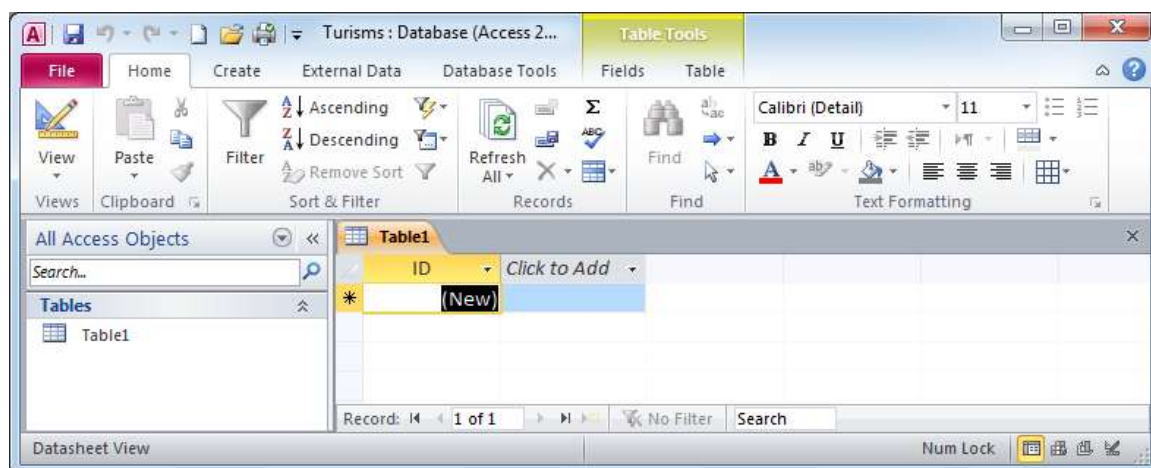 Turisms : Database (Access 2...
Table Tools
File Home Create External Data Database Tools Fields Table
View
Views
Paste
Clipboard
Filter
Ascending
Descending
Remove Sort
Sort & Filter
Refresh
All
Records
Find
Find
Calibri (Detail) 11
B I U
Text Formatting
All Access Objects
Search...
Tables
Table1
Table1
ID Click to Add
(New)
Record: 1 of 1 No Filter Search
Datasheet View Num Lock